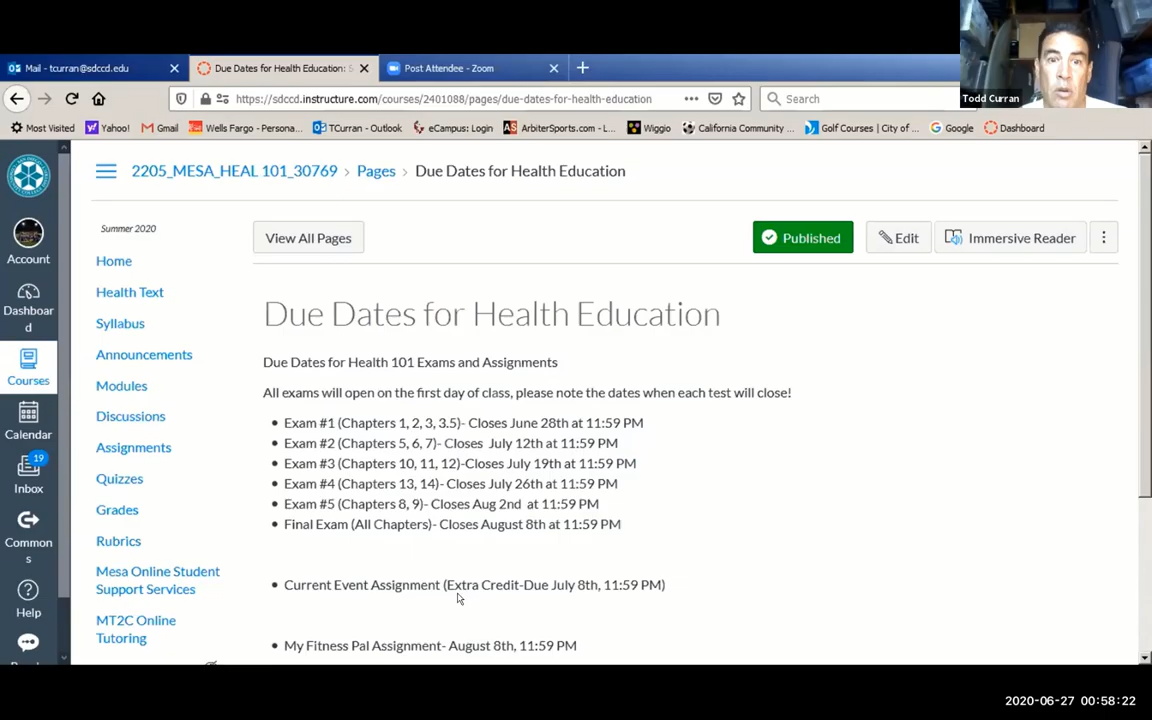 Mail - tcurran@sdccd.edu
Due Dates for Health Education: S
Post Attendee - Zoom
Todd Curran
https://sdccd.instructure.com/courses/2401088/pages/due-dates-for-health-education
Search
Most Visited
Yahoo!
Gmail
Wells Fargo - Persona...
TCurran - Outlook
eCampus: Login
ArbiterSports.com - L...
Wiggio
California Community ...
Golf Courses | City of ...
Google
Dashboard
2205_MESA_HEAL 101_30769 › Pages › Due Dates for Health Education
Account
Dashboar
d
Courses
Calendar
19
Inbox
Common
s
Help
Summer 2020
Home
Health Text
Syllabus
Announcements
Modules
Discussions
Assignments
Quizzes
Grades
Rubrics
Mesa Online Student
Support Services
MT2C Online
Tutoring
View All Pages
Published
Edit
Immersive Reader
Due Dates for Health Education
Due Dates for Health 101 Exams and Assignments
All exams will open on the first day of class, please note the dates when each test will close!
• Exam #1 (Chapters 1, 2, 3, 3.5)- Closes June 28th at 11:59 PM
• Exam #2 (Chapters 5, 6, 7)- Closes July 12th at 11:59 PM
• Exam #3 (Chapters 10, 11, 12)-Closes July 19th at 11:59 PM
• Exam #4 (Chapters 13, 14)- Closes July 26th at 11:59 PM
• Exam #5 (Chapters 8, 9)- Closes Aug 2nd at 11:59 PM
• Final Exam (All Chapters)- Closes August 8th at 11:59 PM
• Current Event Assignment (Extra Credit-Due July 8th, 11:59 PM)
• My Fitness Pal Assignment- August 8th, 11:59 PM
2020-06-27 00:58:22